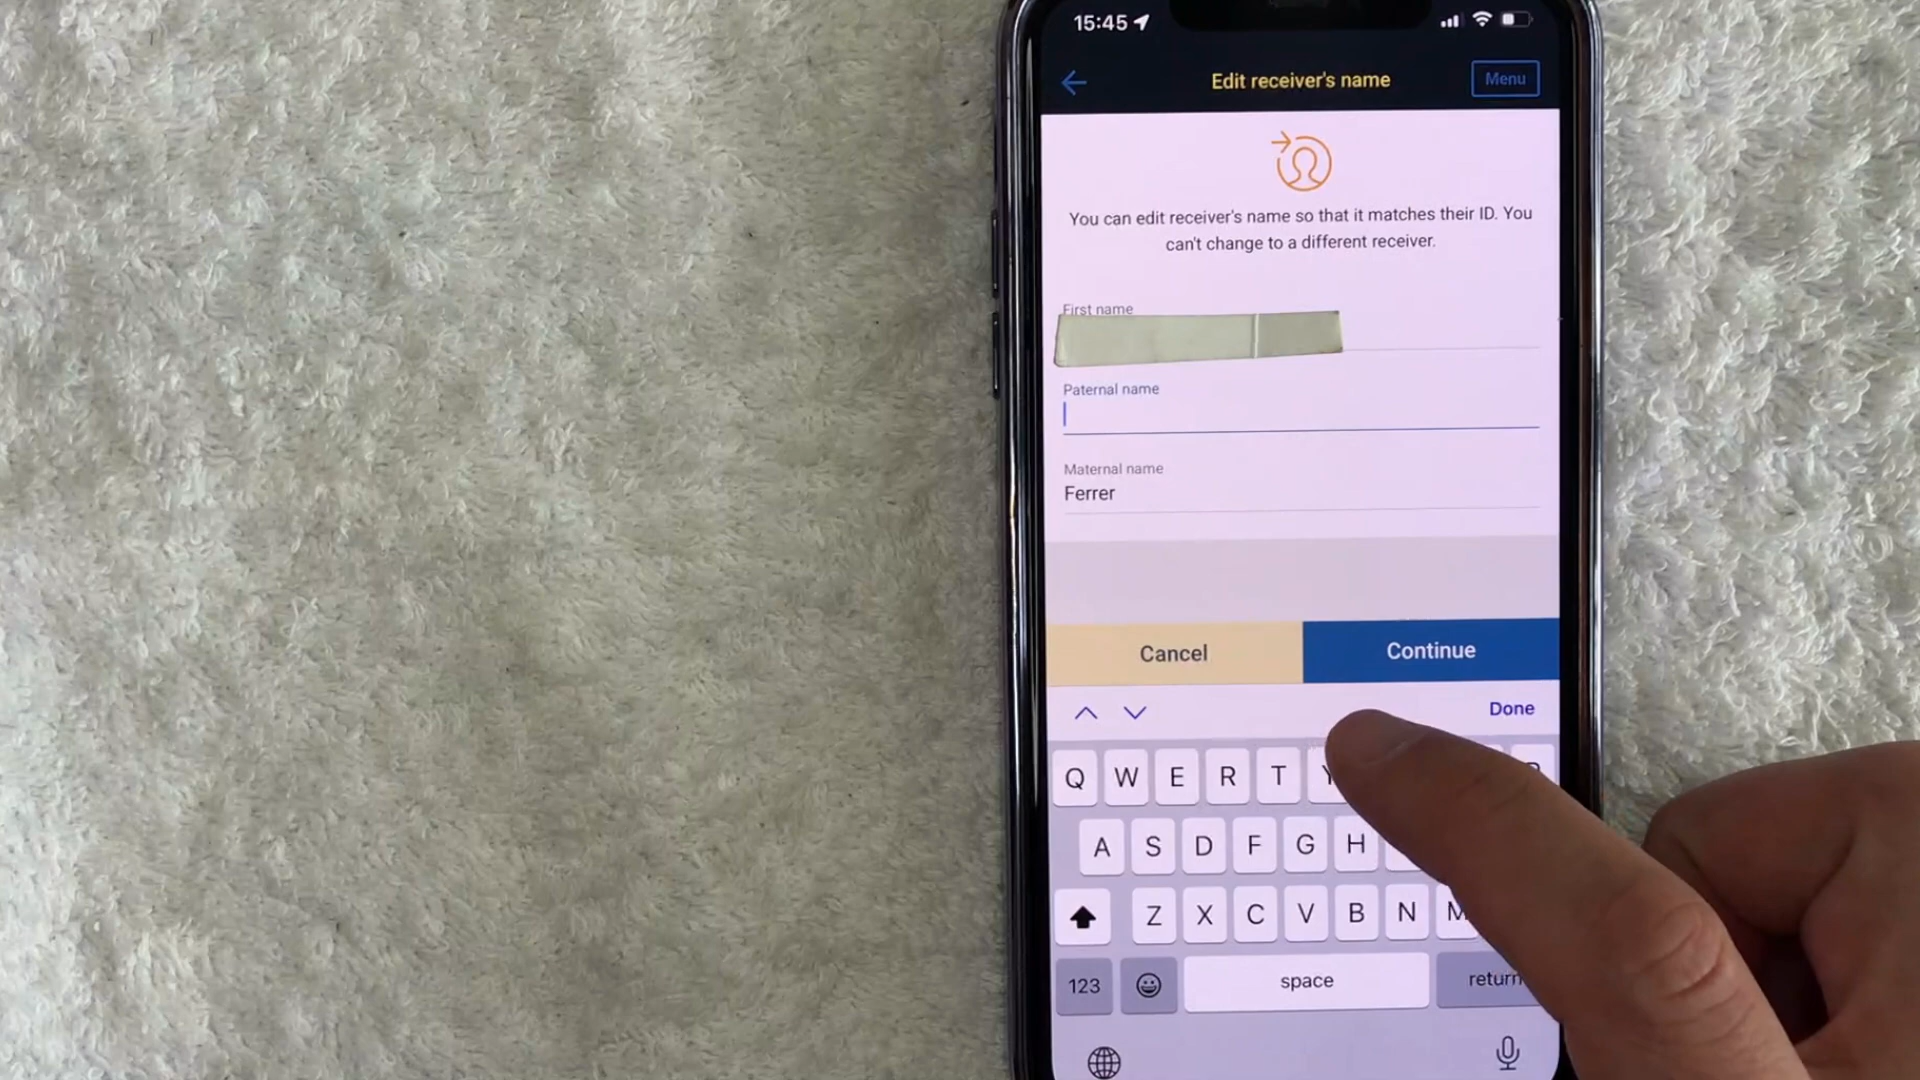 15:45
Edit receiver's name
Menu
You can edit receiver's name so that it matches their ID. You
can't change to a different receiver.
First name
Paternal name
Maternal name
Ferrer
Cancel
Continue
Done
Q W E R T Y
A S D F G H
Z X C V B N M
123
space
return